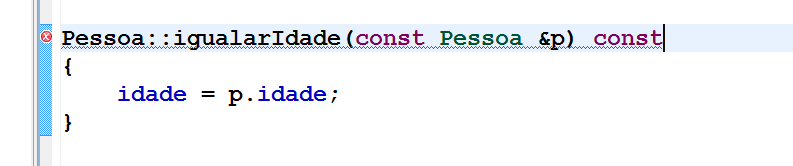 Pessoa::igualarIdade(const Pessoa &p) const
{
    idade = p.idade;
}